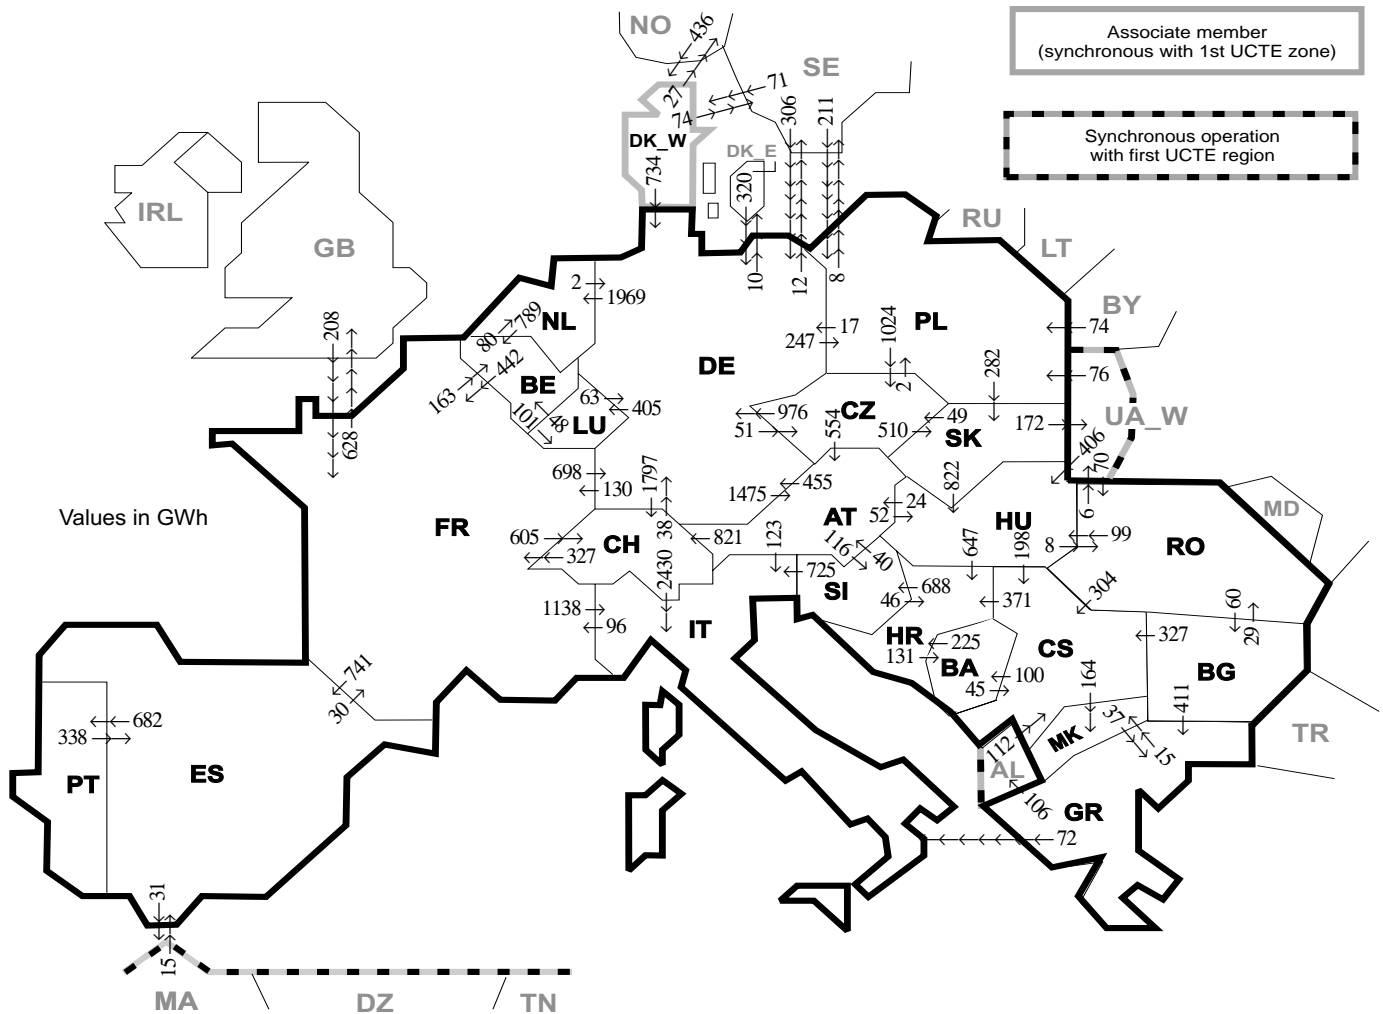 NO
436
Associate member
(synchronous with 1st UCTE zone)
SE
27
71
74
306
211
DK_W
DK_E
Synchronous operation
with first UCTE region
734
320
IRL
GB
RU
LT
10
12
8
BY
2
1969
NL
789
80
208
17
247
1024
PL
74
DE
442
163
BE
2
282
76
UA_W
63
405
48
101
LU
976
51
CZ
554
510
49
SK
172
406
70
628
698
130
1797
1475
455
822
24
52
6
Values in GWh
FR
605
327
CH
38
821
123
AT
116
40
HU
8
99
RO
MD
2430
725
SI
647
198
688
46
371
304
1138
96
IT
HR
225
131
BA
100
45
CS
60
29
327
BG
741
30
164
411
682
338
37
15
MK
112
AL
TR
PT
ES
106
GR
72
31
15
MA
DZ
TN